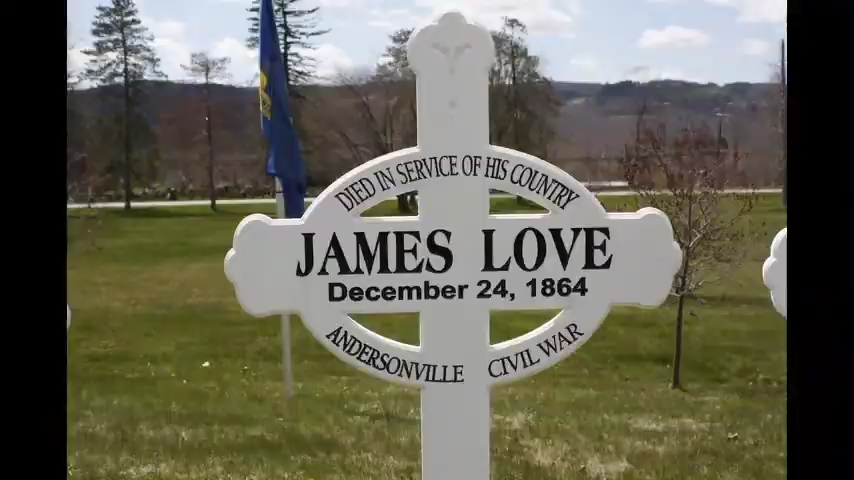 DIED IN SERVICE OF HIS COUNTRY
JAMES LOVE
December 24, 1864
ANDERSONVILLE CIVIL WAR